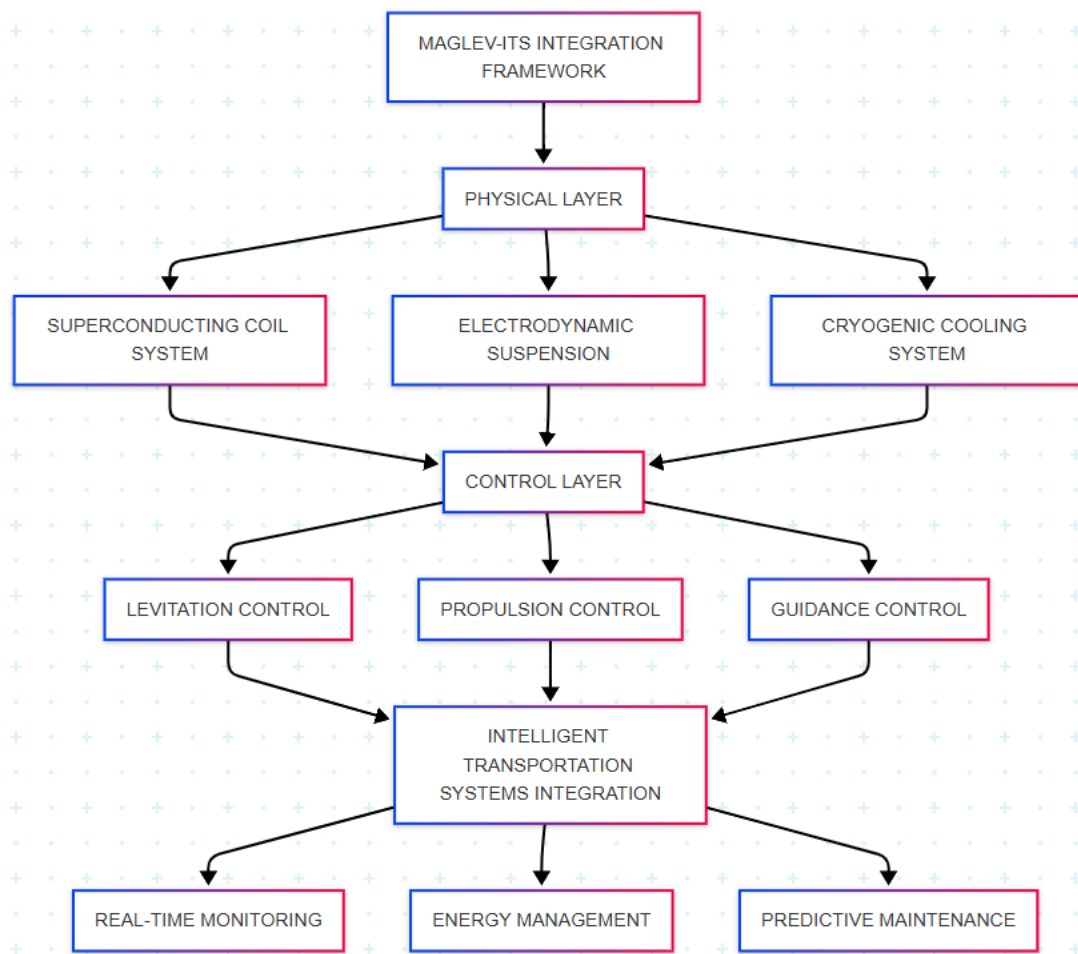 MAGLEV-ITS INTEGRATION
FRAMEWORK
PHYSICAL LAYER
SUPERCONDUCTING COIL
SYSTEM
ELECTRODYNAMIC
SUSPENSION
CRYOGENIC COOLING
SYSTEM
CONTROL LAYER
LEVITATION CONTROL
PROPULSION CONTROL
GUIDANCE CONTROL
INTELLIGENT
TRANSPORTATION
SYSTEMS INTEGRATION
REAL-TIME MONITORING
ENERGY MANAGEMENT
PREDICTIVE MAINTENANCE